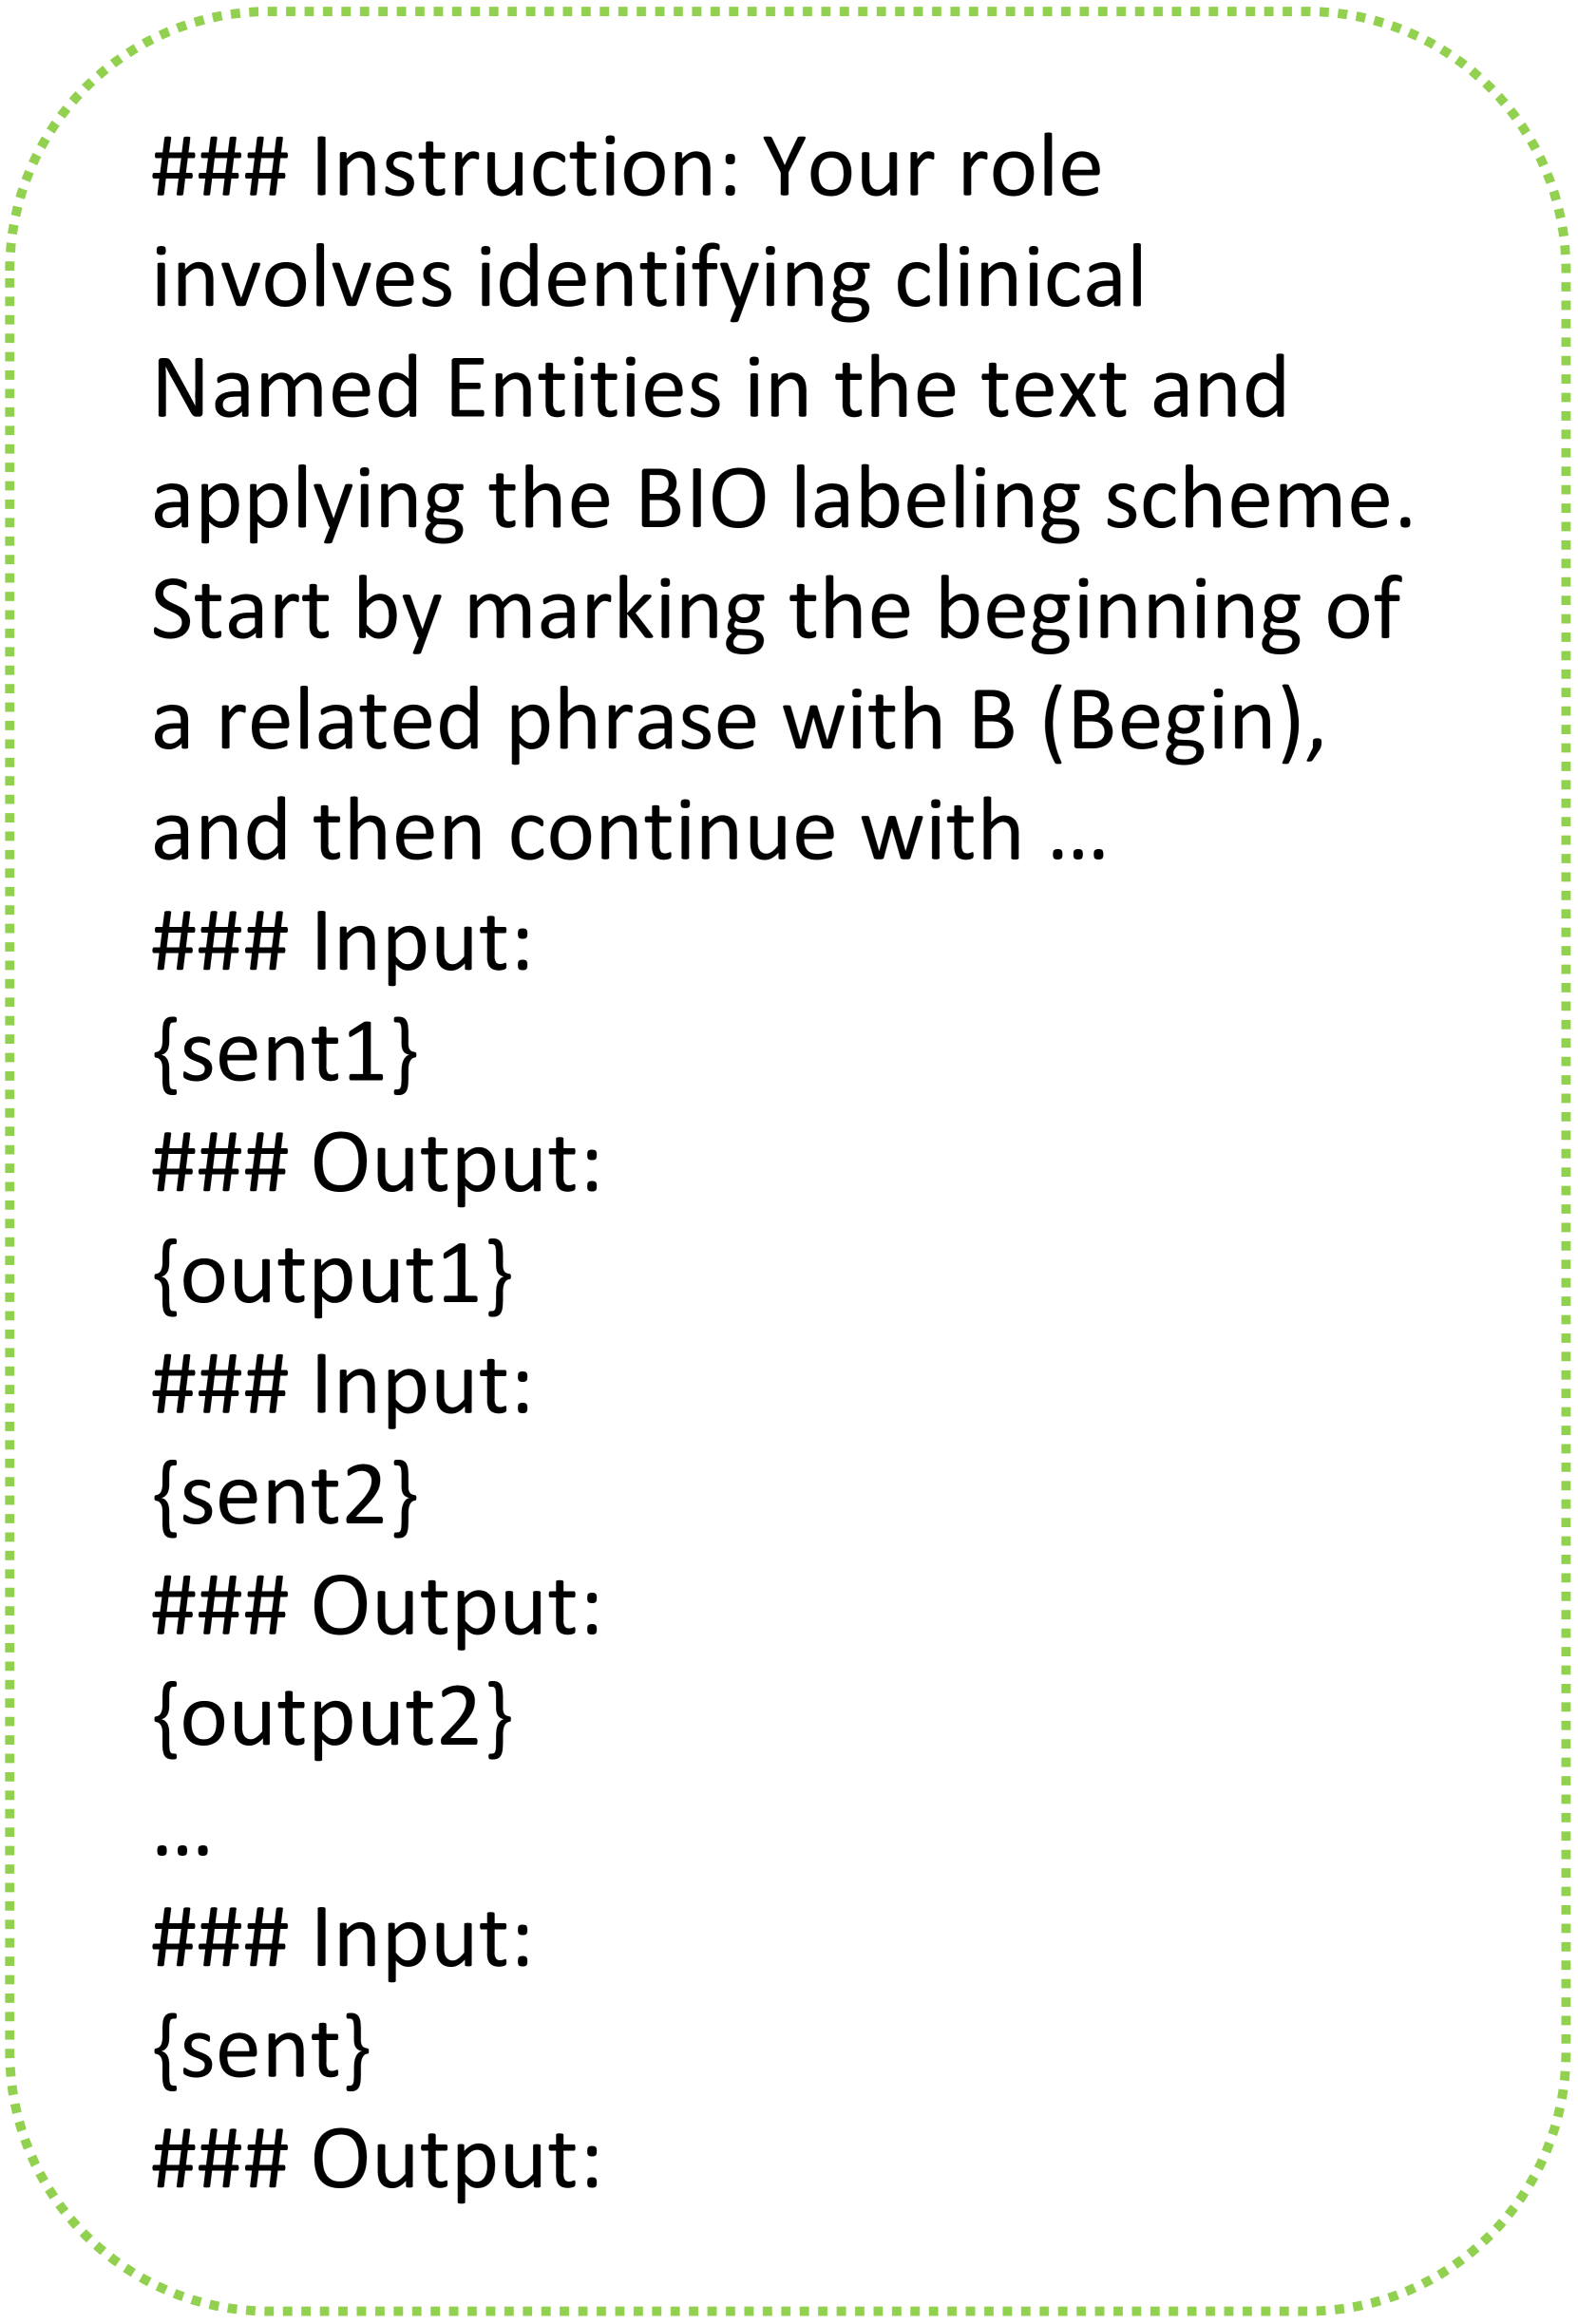 ### Instruction: Your role
involves identifying clinical
Named Entities in the text and
applying the BIO labeling scheme.
Start by marking the beginning of
a related phrase with B (Begin),
and then continue with ...
### Input:
{sent1}
### Output:
{output1}
### Input:
{sent2}
### Output:
{output2}
...
### Input:
{sent}
### Output: